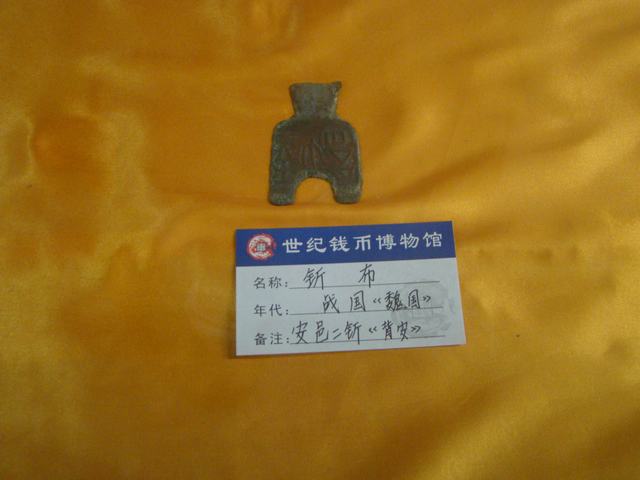 世纪钱币博物馆
名称: 釿 布
年代: 战国《魏国》
备注: 安邑二釿《背安》